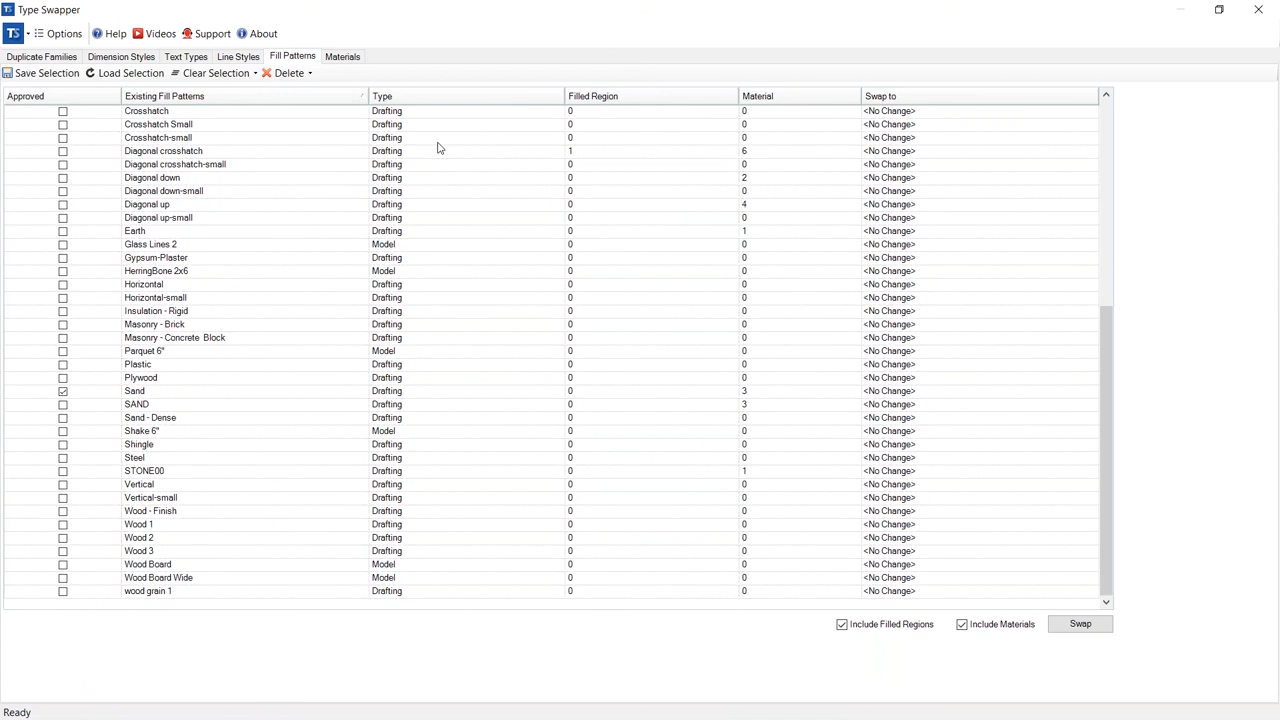 Type Swapper
TS Options Help Videos Support About
Duplicate Families Dimension Styles Text Types Line Styles Fill Patterns Materials
Save Selection Load Selection Clear Selection Delete
Approved Existing Fill Patterns Type Filled Region Material Swap to
Crosshatch Drafting 0 0 <No Change>
Crosshatch Small Drafting 0 0 <No Change>
Crosshatch-small Drafting 0 0 <No Change>
Diagonal crosshatch Drafting 1 6 <No Change>
Diagonal crosshatch-small Drafting 0 0 <No Change>
Diagonal down Drafting 0 2 <No Change>
Diagonal down-small Drafting 0 0 <No Change>
Diagonal up Drafting 0 4 <No Change>
Diagonal up-small Drafting 0 0 <No Change>
Earth Drafting 0 1 <No Change>
Glass Lines 2 Model 0 0 <No Change>
Gypsum-Plaster Drafting 0 0 <No Change>
HerringBone 2x6 Model 0 0 <No Change>
Horizontal Drafting 0 0 <No Change>
Horizontal-small Drafting 0 0 <No Change>
Insulation - Rigid Drafting 0 0 <No Change>
Masonry - Brick Drafting 0 0 <No Change>
Masonry - Concrete Block Drafting 0 0 <No Change>
Parquet 6" Model 0 0 <No Change>
Plastic Drafting 0 0 <No Change>
Plywood Drafting 0 0 <No Change>
Sand Drafting 0 3 <No Change>
SAND Drafting 0 3 <No Change>
Sand - Dense Drafting 0 0 <No Change>
Shake 6" Model 0 0 <No Change>
Shingle Drafting 0 0 <No Change>
Steel Drafting 0 0 <No Change>
STONE00 Drafting 0 1 <No Change>
Vertical Drafting 0 0 <No Change>
Vertical-small Drafting 0 0 <No Change>
Wood - Finish Drafting 0 0 <No Change>
Wood 1 Drafting 0 0 <No Change>
Wood 2 Drafting 0 0 <No Change>
Wood 3 Drafting 0 0 <No Change>
Wood Board Model 0 0 <No Change>
Wood Board Wide Model 0 0 <No Change>
wood grain 1 Drafting 0 0 <No Change>
Include Filled Regions Include Materials Swap
Ready